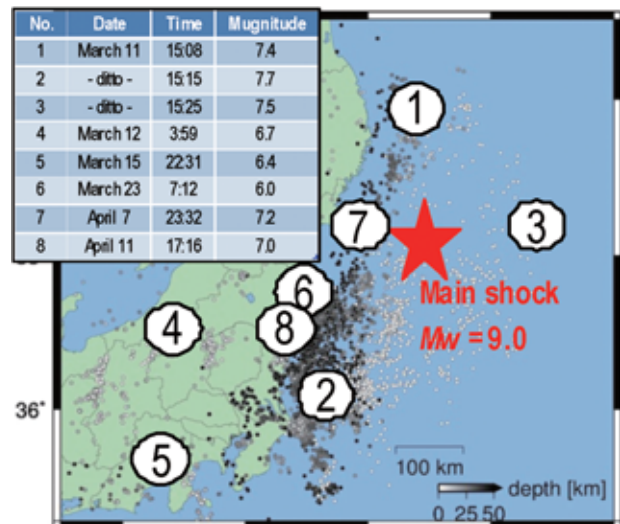 No. Date Time Mugnitude
1 March 11 15:08 7.4
2 - ditto - 15:15 7.7
3 - ditto - 15:25 7.5
4 March 12 3:59 6.7
5 March 15 22:31 6.4
6 March 23 7:12 6.0
7 April 7 23:32 7.2
8 April 11 17:16 7.0
1
7
3
6
Main shock
4
8
Mw = 9.0
2
36°
5
100 km
depth [km]
0 25 50